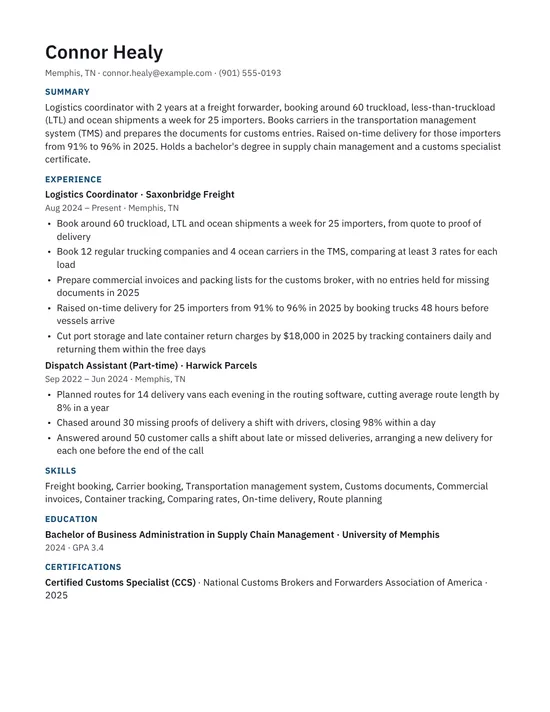 Connor Healy
Memphis, TN · connor.healy@example.com · (901) 555-0193
SUMMARY
Logistics coordinator with 2 years at a freight forwarder, booking around 60 truckload, less-than-truckload
(LTL) and ocean shipments a week for 25 importers. Books carriers in the transportation management
system (TMS) and prepares the documents for customs entries. Raised on-time delivery for those importers
from 91% to 96% in 2025. Holds a bachelor's degree in supply chain management and a customs specialist
certificate.
EXPERIENCE
Logistics Coordinator · Saxonbridge Freight
Aug 2024 – Present · Memphis, TN
• Book around 60 truckload, LTL and ocean shipments a week for 25 importers, from quote to proof of
delivery
• Book 12 regular trucking companies and 4 ocean carriers in the TMS, comparing at least 3 rates for each
load
• Prepare commercial invoices and packing lists for the customs broker, with no entries held for missing
documents in 2025
• Raised on-time delivery for 25 importers from 91% to 96% in 2025 by booking trucks 48 hours before
vessels arrive
• Cut port storage and late container return charges by $18,000 in 2025 by tracking containers daily and
returning them within the free days
Dispatch Assistant (Part-time) · Harwick Parcels
Sep 2022 – Jun 2024 · Memphis, TN
• Planned routes for 14 delivery vans each evening in the routing software, cutting average route length by
8% in a year
• Chased around 30 missing proofs of delivery a shift with drivers, closing 98% within a day
• Answered around 50 customer calls a shift about late or missed deliveries, arranging a new delivery for
each one before the end of the call
SKILLS
Freight booking, Carrier booking, Transportation management system, Customs documents, Commercial
invoices, Container tracking, Comparing rates, On-time delivery, Route planning
EDUCATION
Bachelor of Business Administration in Supply Chain Management · University of Memphis
2024 · GPA 3.4
CERTIFICATIONS
Certified Customs Specialist (CCS) · National Customs Brokers and Forwarders Association of America ·
2025